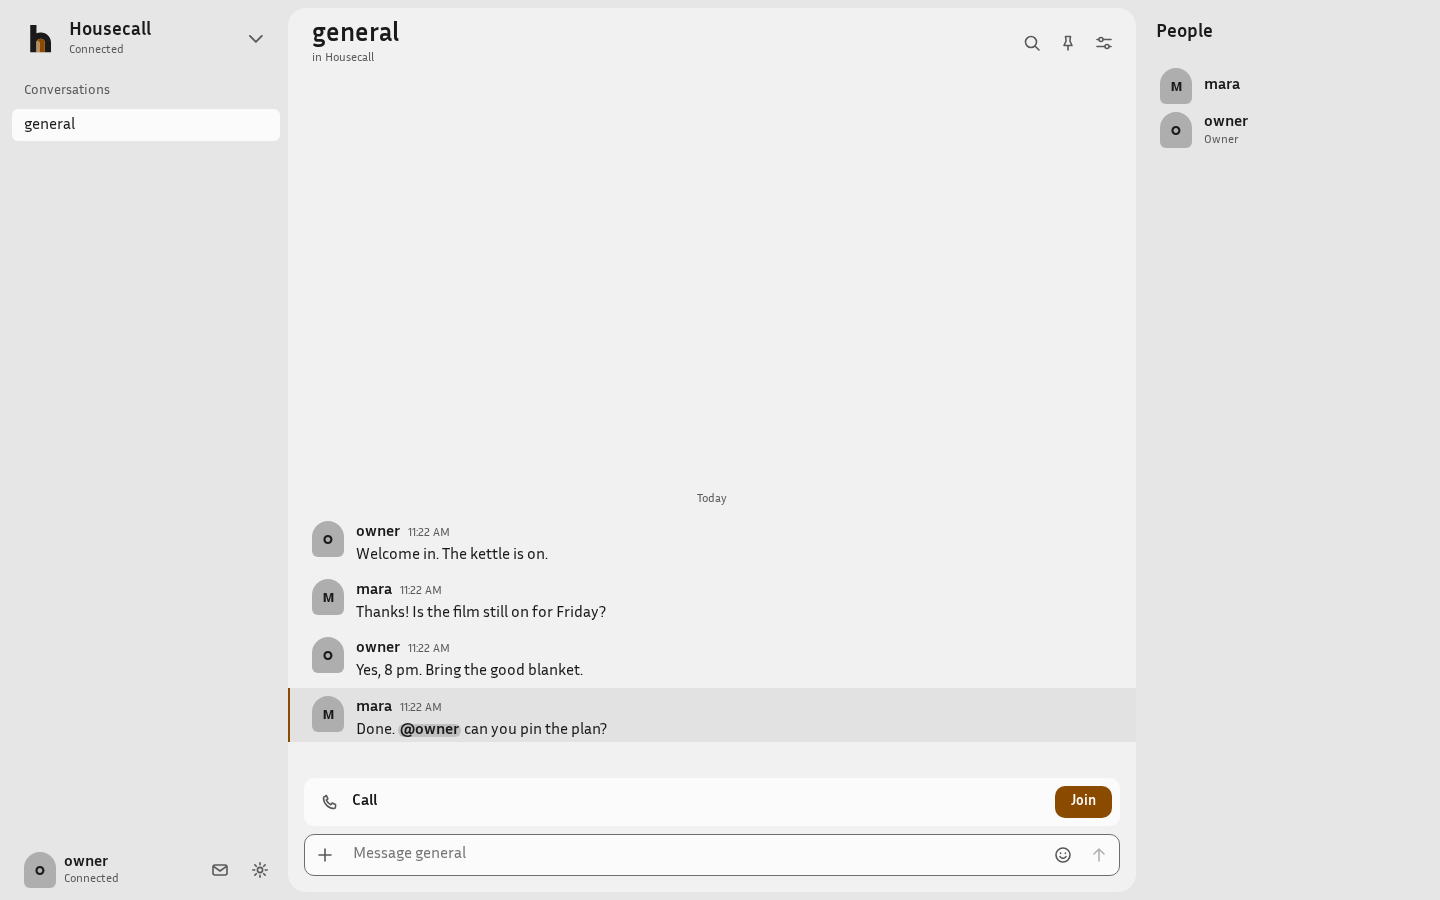 Housecall
Connected
Conversations
general
general
in Housecall
Today
O
owner 11:22 AM
Welcome in. The kettle is on.
M
mara 11:22 AM
Thanks! Is the film still on for Friday?
O
owner 11:22 AM
Yes, 8 pm. Bring the good blanket.
M
mara 11:22 AM
Done. @owner can you pin the plan?
Call
Join
Message general
People
M
mara
O
owner
Owner
O
owner
Connected